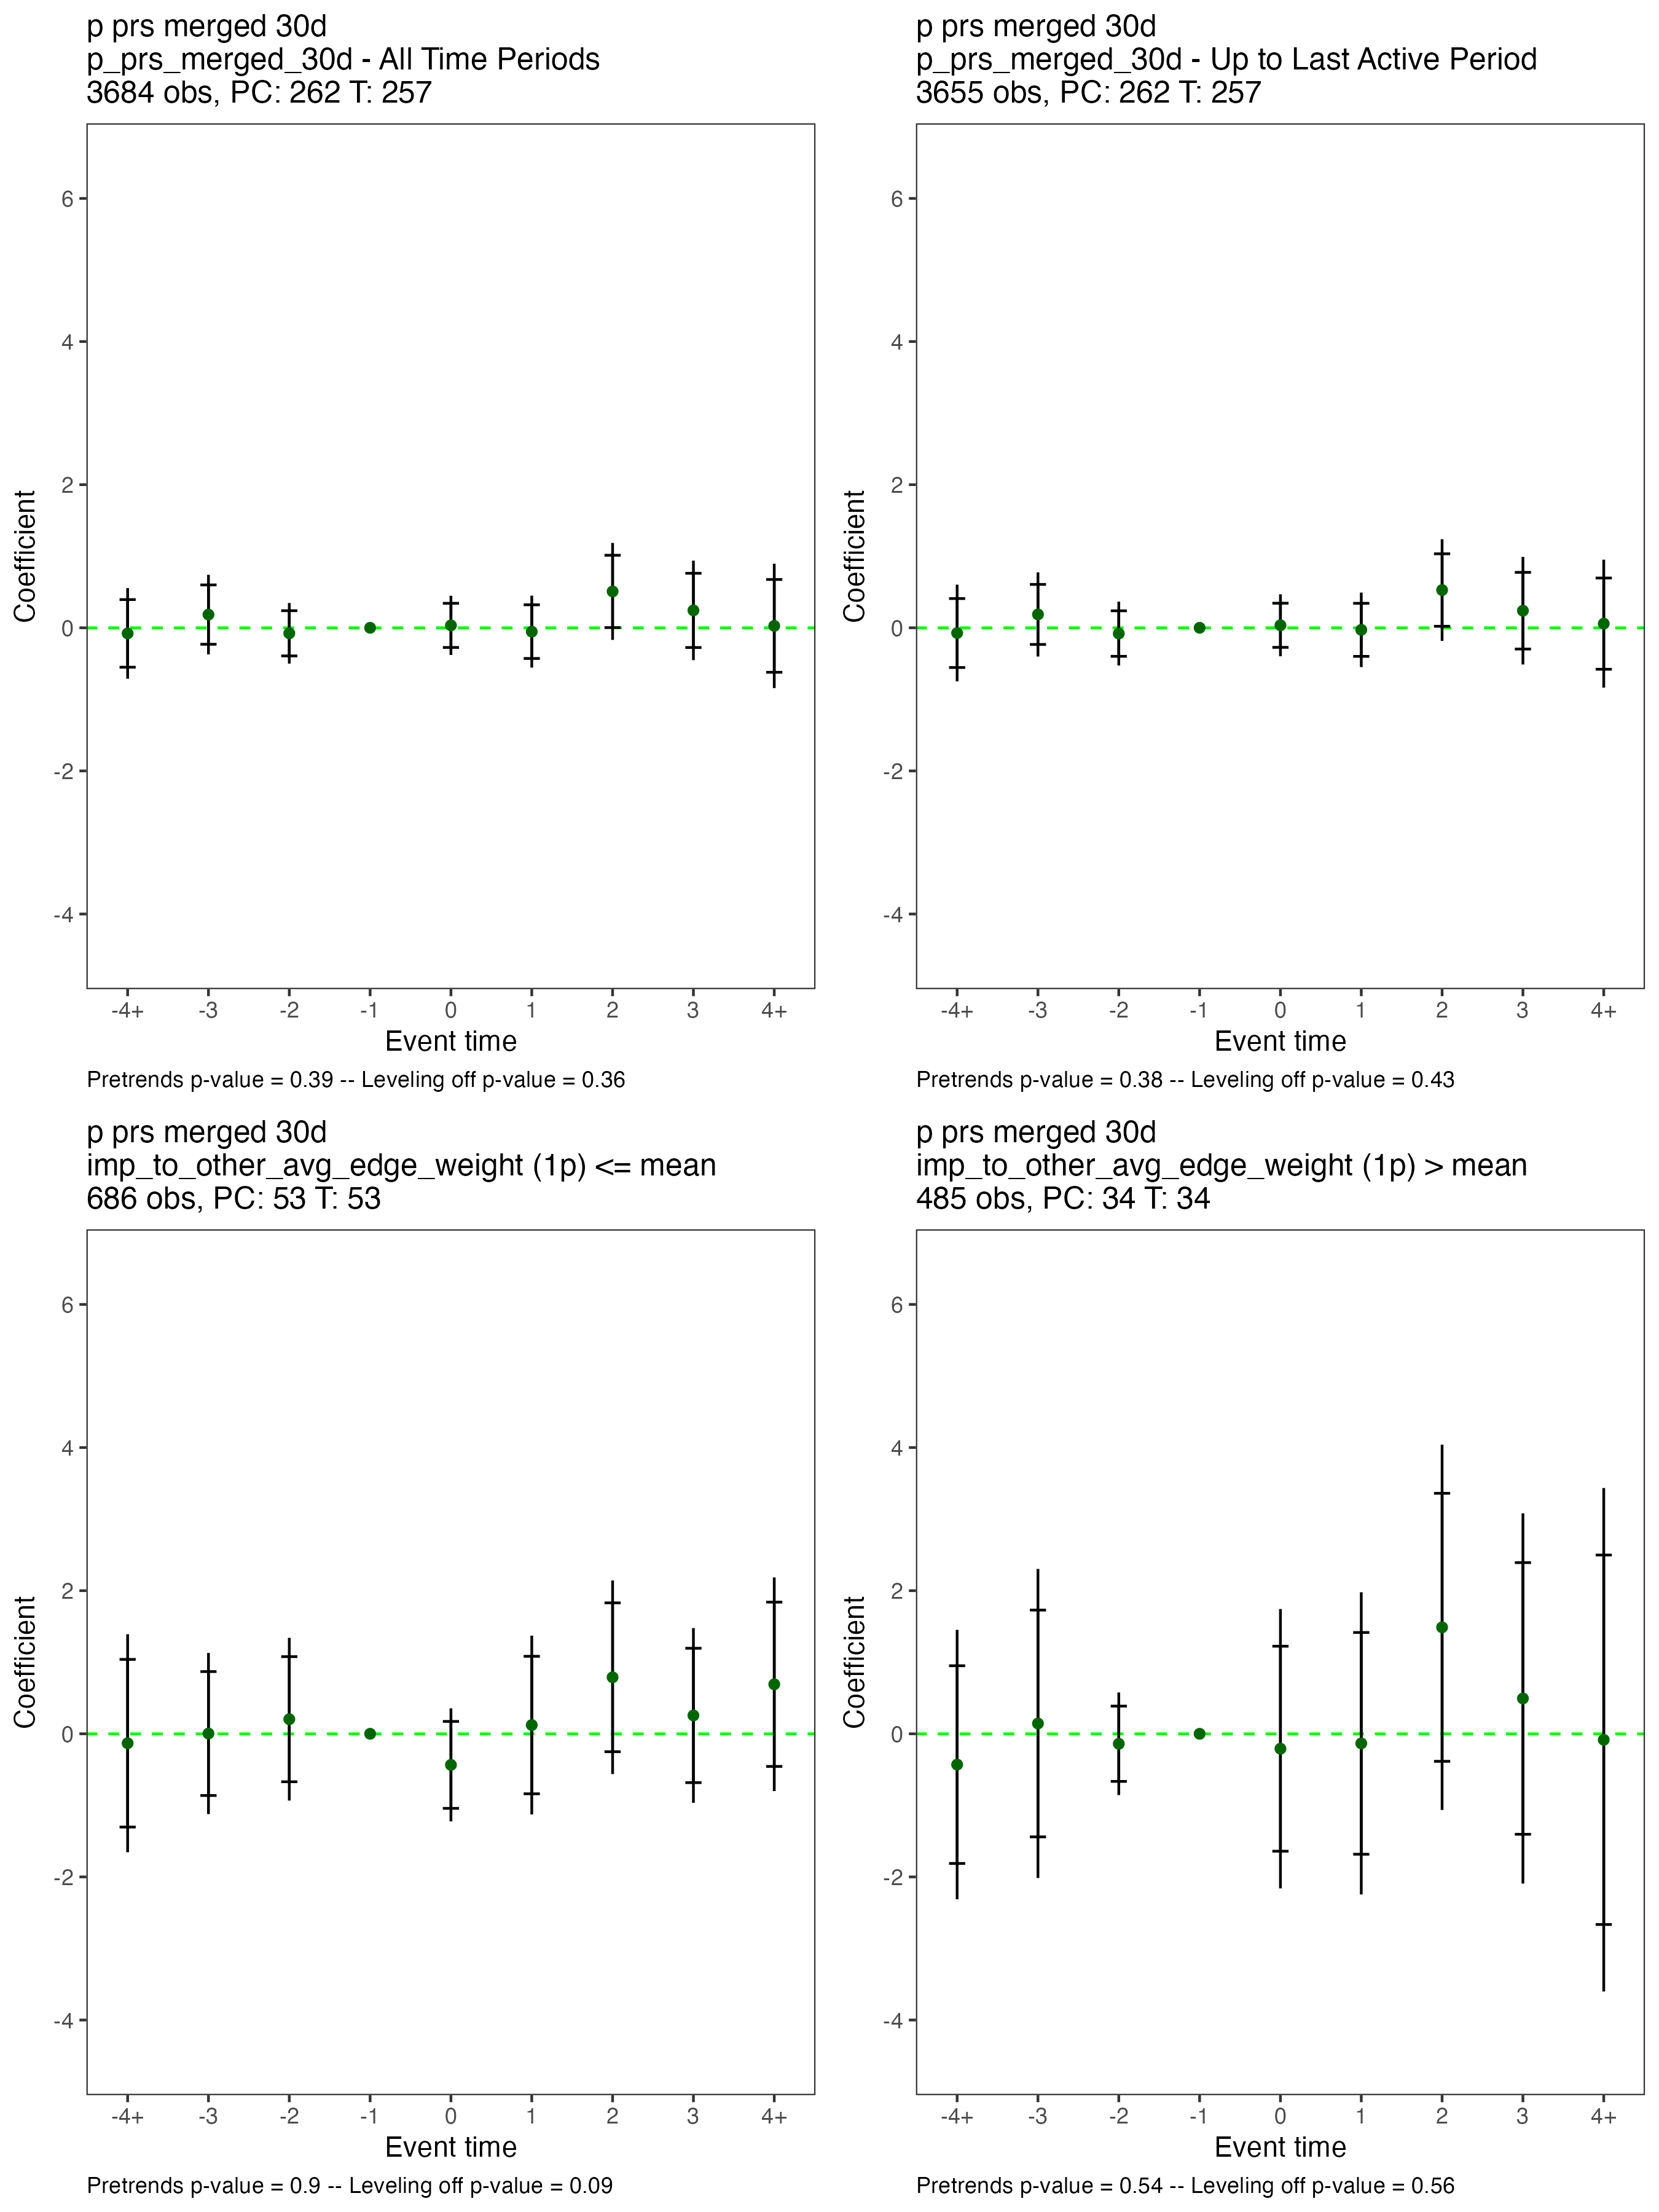 p prs merged 30d
p_prs_merged_30d - All Time Periods
3684 obs, PC: 262 T: 257
6
4
2
0
-2
-4
Coefficient
-4+ -3 -2 -1 0 1 2 3 4+
Event time
Pretrends p-value = 0.39 -- Leveling off p-value = 0.36
p prs merged 30d
p_prs_merged_30d - Up to Last Active Period
3655 obs, PC: 262 T: 257
6
4
2
0
-2
-4
Coefficient
-4+ -3 -2 -1 0 1 2 3 4+
Event time
Pretrends p-value = 0.38 -- Leveling off p-value = 0.43
p prs merged 30d
imp_to_other_avg_edge_weight (1p) <= mean
686 obs, PC: 53 T: 53
6
4
2
0
-2
-4
Coefficient
-4+ -3 -2 -1 0 1 2 3 4+
Event time
Pretrends p-value = 0.9 -- Leveling off p-value = 0.09
p prs merged 30d
imp_to_other_avg_edge_weight (1p) > mean
485 obs, PC: 34 T: 34
6
4
2
0
-2
-4
Coefficient
-4+ -3 -2 -1 0 1 2 3 4+
Event time
Pretrends p-value = 0.54 -- Leveling off p-value = 0.56